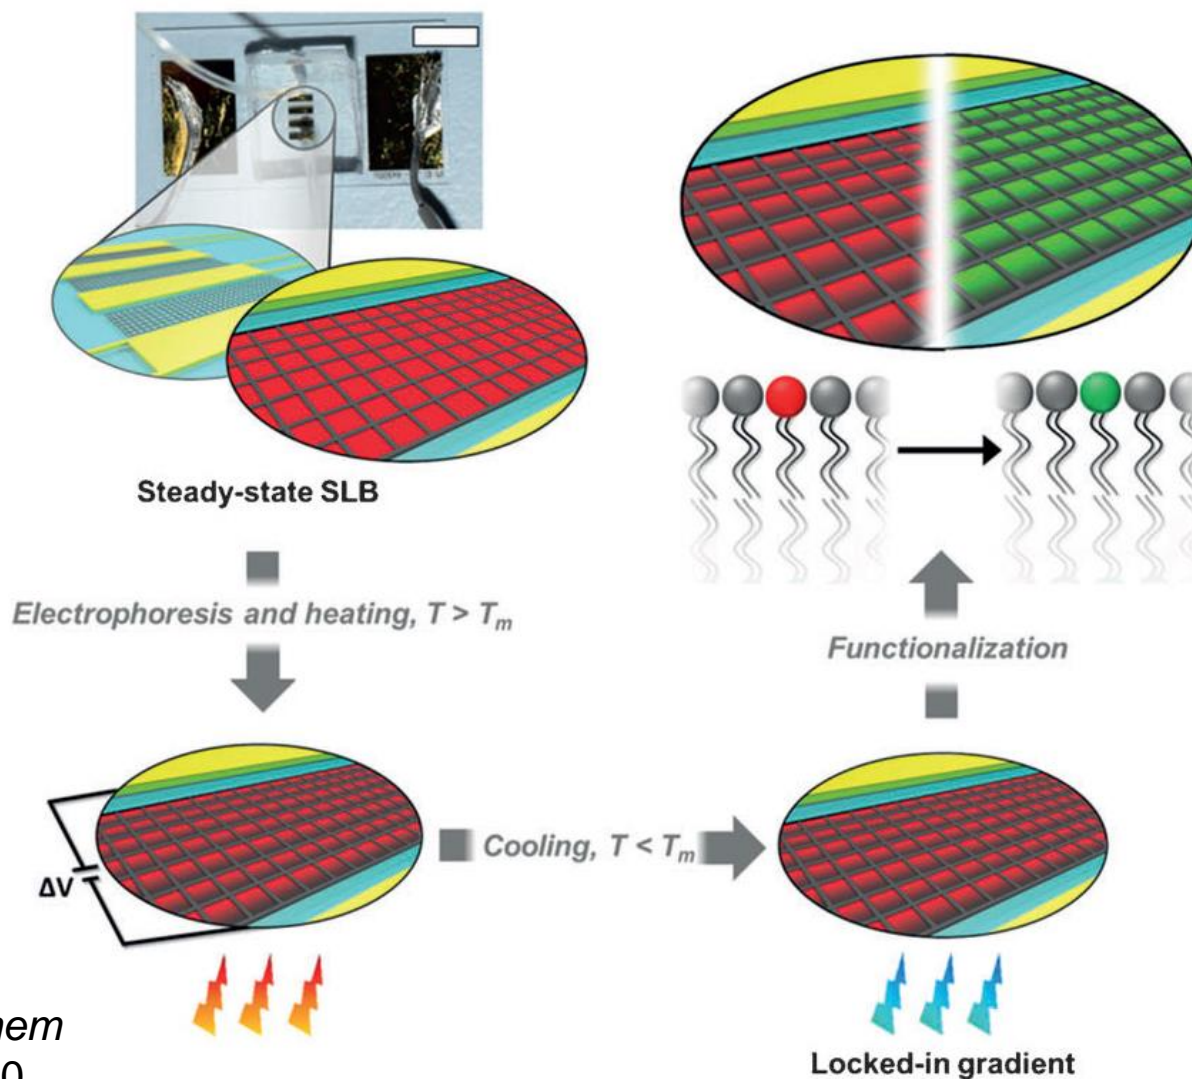 Steady-state SLB
Electrophoresis and heating, T > Tₘ
ΔV
Cooling, T < Tₘ
Locked-in gradient
Functionalization